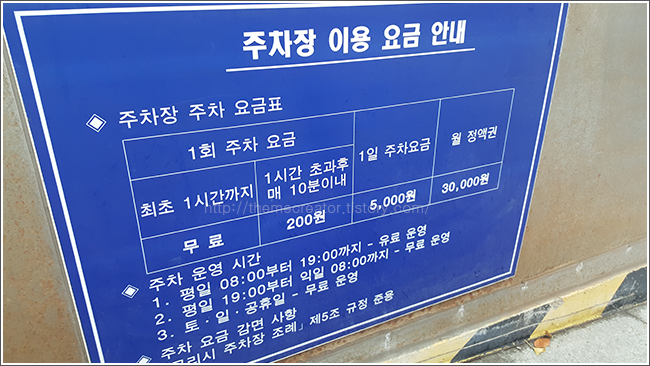 주차장 이용 요금 안내
◈ 주차장 주차 요금표
1회 주차 요금
1일 주차요금
월 정액권
최초 1시간까지
1시간 초과후
매 10분이내
무 료
200원
5,000원
30,000원
http://themecreator.tistory.com/
◈ 주차 운영 시간
1. 평일 08:00부터 19:00까지 - 유료 운영
2. 평일 19:00부터 익일 08:00까지 - 무료 운영
3. 토·일·공휴일 - 무료 운영
주차 요금 감면 사항
주차장 조례」 제5조 규정 준용